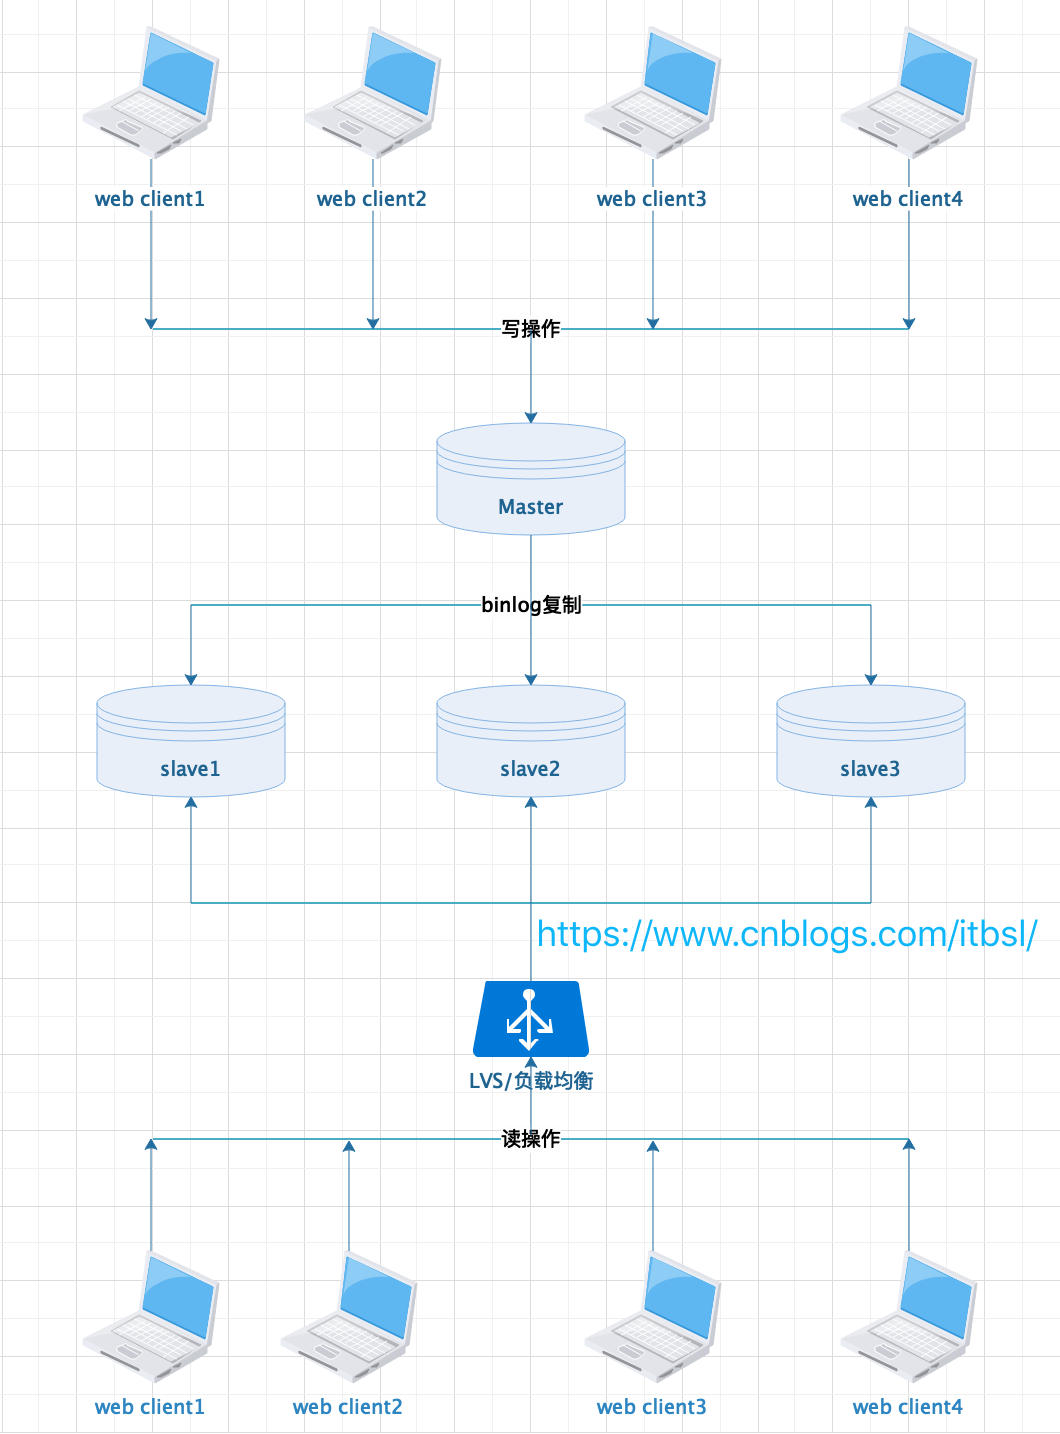 web client1
web client2
web client3
web client4
写操作
Master
binlog复制
slave1
slave2
slave3
https://www.cnblogs.com/itbsl/
LVS/负载均衡
读操作
web client1
web client2
web client3
web client4